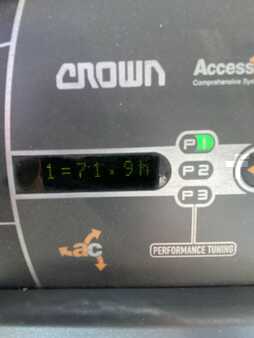 CROWN
Access
Comprehensive Sys
P1
1=71.9h
P2
P3
ac
PERFORMANCE TUNING